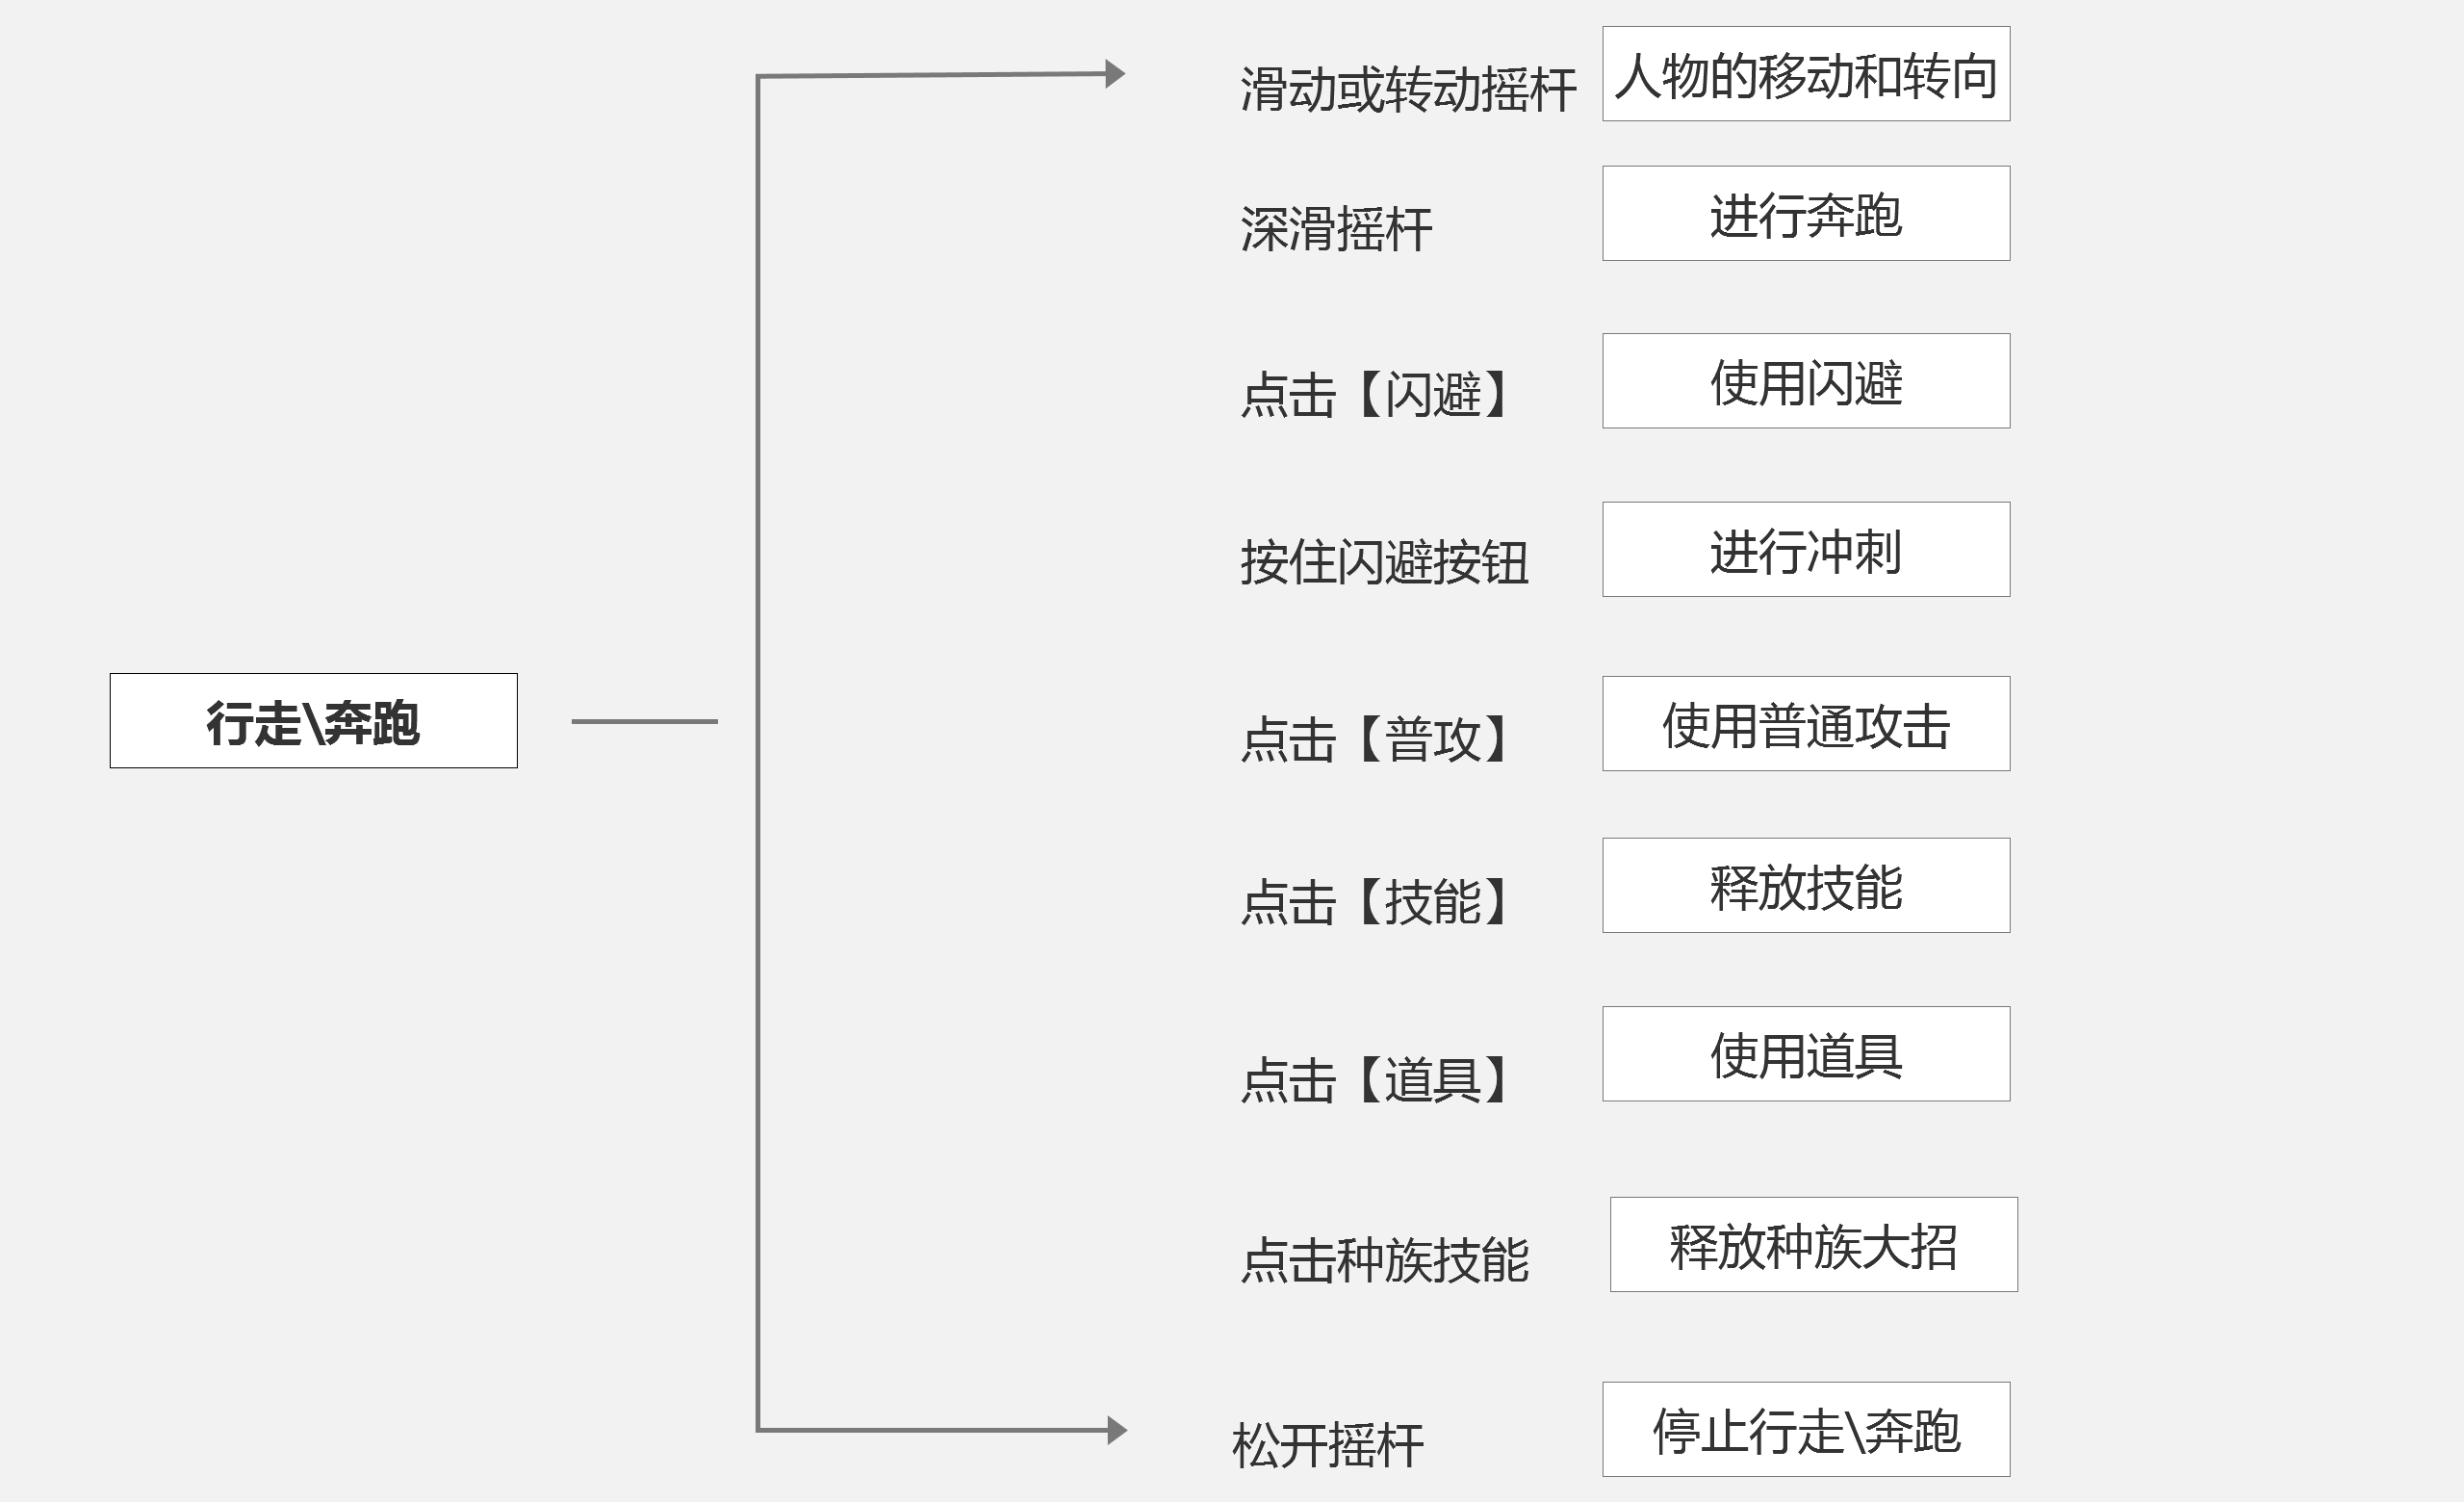 滑动或转动摇杆
人物的移动和转向
深滑摇杆
进行奔跑
点击【闪避】
使用闪避
按住闪避按钮
进行冲刺
行走\奔跑
点击【普攻】
使用普通攻击
点击【技能】
释放技能
点击【道具】
使用道具
点击种族技能
释放种族大招
松开摇杆
停止行走\奔跑